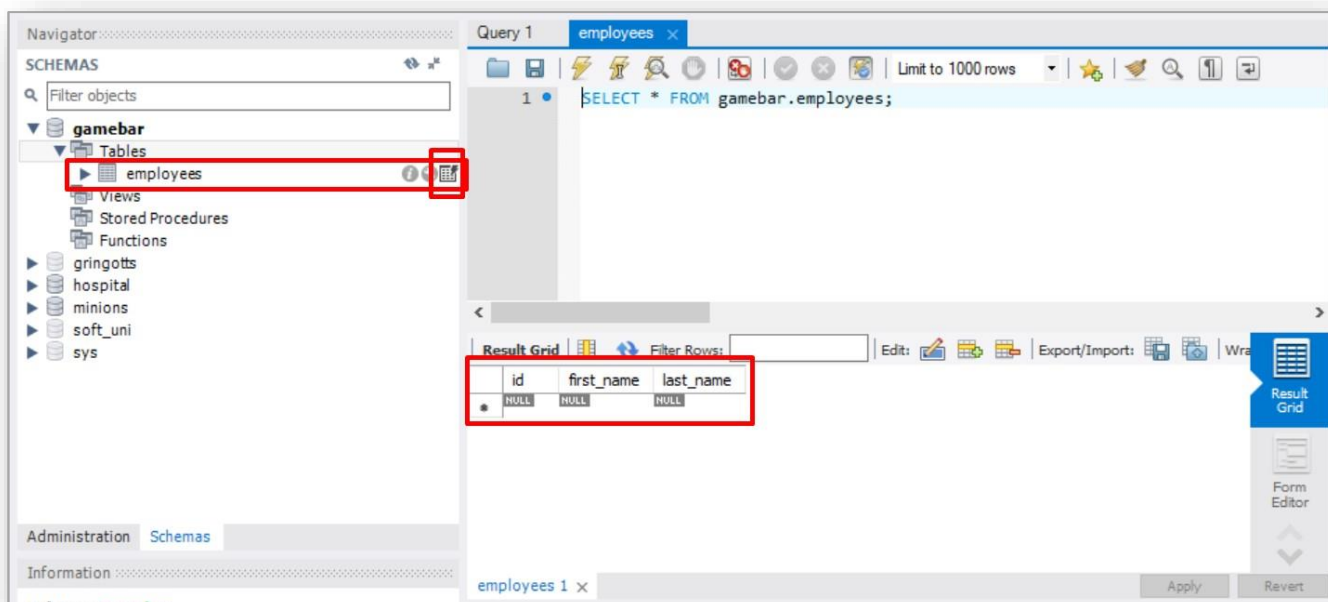 Navigator
SCHEMAS
Filter objects
gamebar
Tables
employees
Views
Stored Procedures
Functions
gringotts
hospital
minions
soft_uni
sys
Administration Schemas
Information
Query 1 employees
Limit to 1000 rows
1 SELECT * FROM gamebar.employees;
Result Grid Filter Rows: Edit: Export/Import: Wra
id first_name last_name
NULL NULL NULL
Result
Grid
Form
Editor
employees 1 Apply Revert